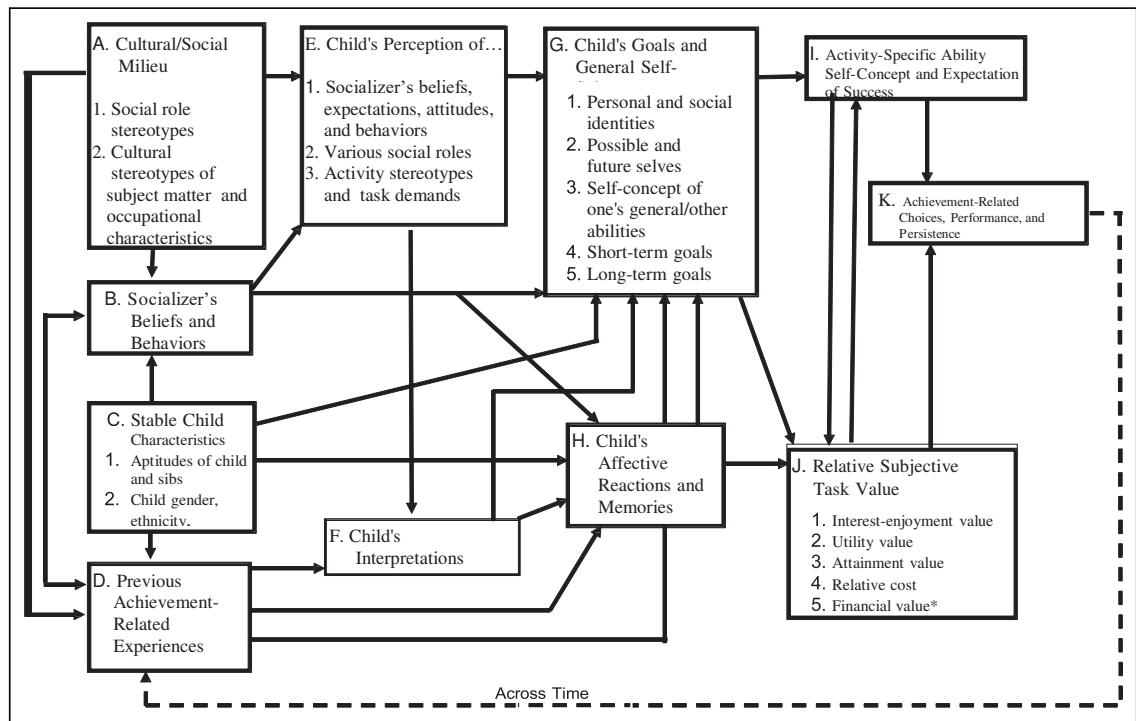 A. Cultural/Social
Milieu
1. Social role
stereotypes
2. Cultural
stereotypes of
subject matter and
occupational
characteristics
B. Socializer's
Beliefs and
Behaviors
C. Stable Child
Characteristics
1. Aptitudes of child
and sibs
2. Child gender,
ethnicity.
D. Previous
Achievement-
Related
Experiences
E. Child's Perception of…
1. Socializer's beliefs,
expectations, attitudes,
and behaviors
2. Various social roles
3. Activity stereotypes
and task demands
F. Child's
Interpretations
G. Child's Goals and
General Self-
1. Personal and social
identities
2. Possible and
future selves
3. Self-concept of
one's general/other
abilities
4. Short-term goals
5. Long-term goals
H. Child's
Affective
Reactions and
Memories
I. Activity-Specific Ability
Self-Concept and Expectation
of Success
K. Achievement-Related
Choices, Performance, and
Persistence
J. Relative Subjective
Task Value
1. Interest-enjoyment value
2. Utility value
3. Attainment value
4. Relative cost
5. Financial value*
Across Time